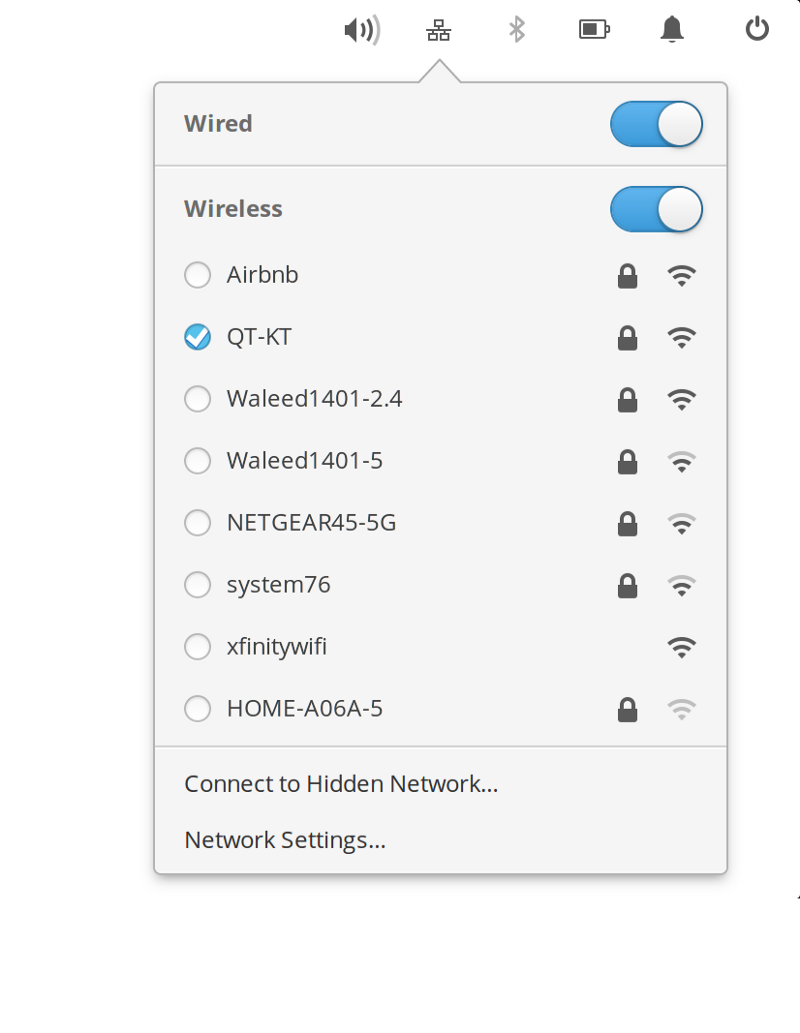 Wired
Wireless
Airbnb
QT-KT
Waleed1401-2.4
Waleed1401-5
NETGEAR45-5G
system76
xfinitywifi
HOME-A06A-5
Connect to Hidden Network...
Network Settings...